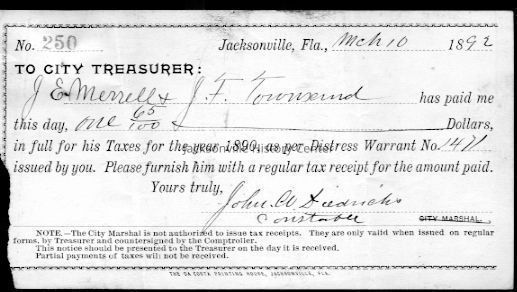 No. 250 Jacksonville, Fla., Mch 10 1892
TO CITY TREASURER:
J E Merrell & J. F. Townsend has paid me
this day, one 65/100 Dollars,
in full for his Taxes for the year 1890, as per Distress Warrant No. 1471
Jacksonville History Center
issued by you. Please furnish him with a regular tax receipt for the amount paid.
Yours truly,
John W Diedricks
Constable CITY MARSHAL.
NOTE.—The City Marshal is not authorized to issue tax receipts. They are only valid when issued on regular
forms, by Treasurer and countersigned by the Comptroller.
This notice should be presented to the Treasurer on the day it is received.
Partial payments of taxes will not be received.
THE DA COSTA PRINTING HOUSE, JACKSONVILLE, FLA.